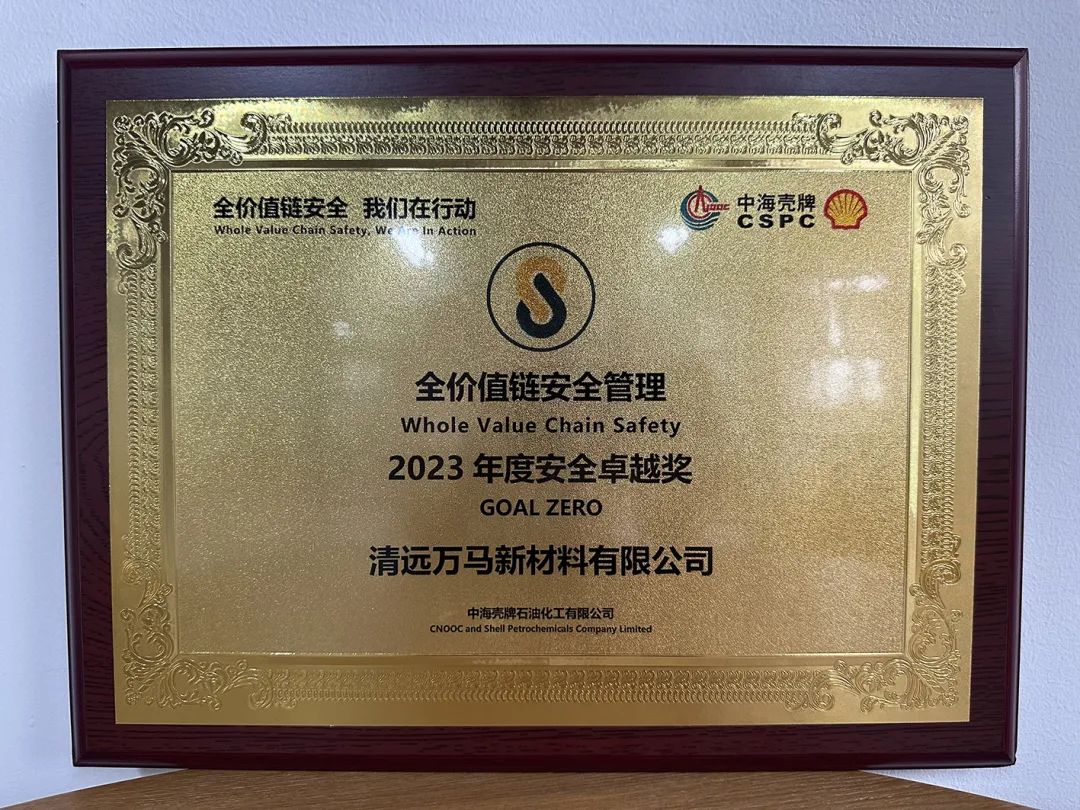 全价值链安全 我们在行动
Whole Value Chain Safety, We Are In Action
CNOOC 中海壳牌
CSPC
全价值链安全管理
Whole Value Chain Safety
2023 年度安全卓越奖
GOAL ZERO
清远万马新材料有限公司
中海壳牌石油化工有限公司
CNOOC and Shell Petrochemicals Company Limited